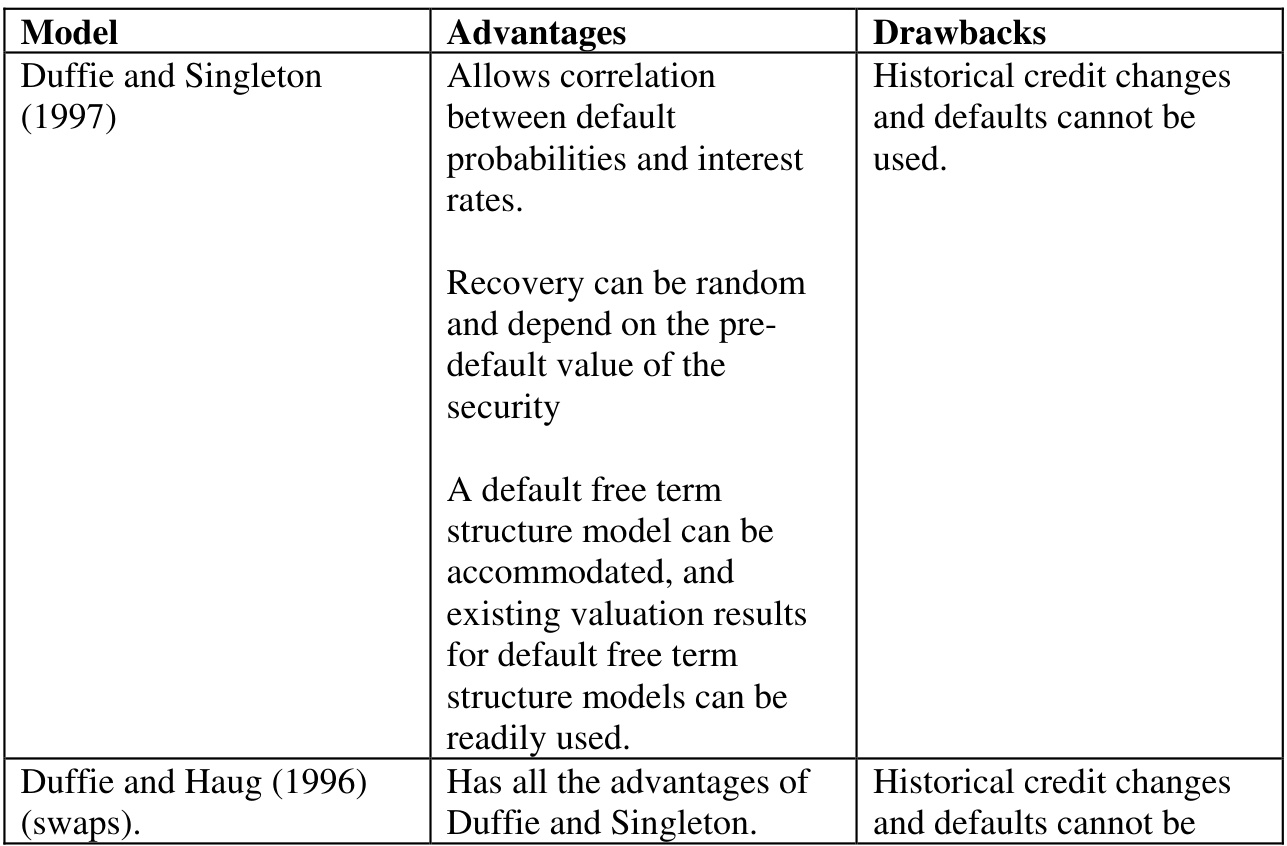 Model
Advantages
Drawbacks
Duffie and Singleton
(1997)
Allows correlation
between default
probabilities and interest
rates.
Recovery can be random
and depend on the pre-
default value of the
security
A default free term
structure model can be
accommodated, and
existing valuation results
for default free term
structure models can be
readily used.
Historical credit changes
and defaults cannot be
used.
Duffie and Haug (1996)
(swaps).
Has all the advantages of
Duffie and Singleton.
Historical credit changes
and defaults cannot be